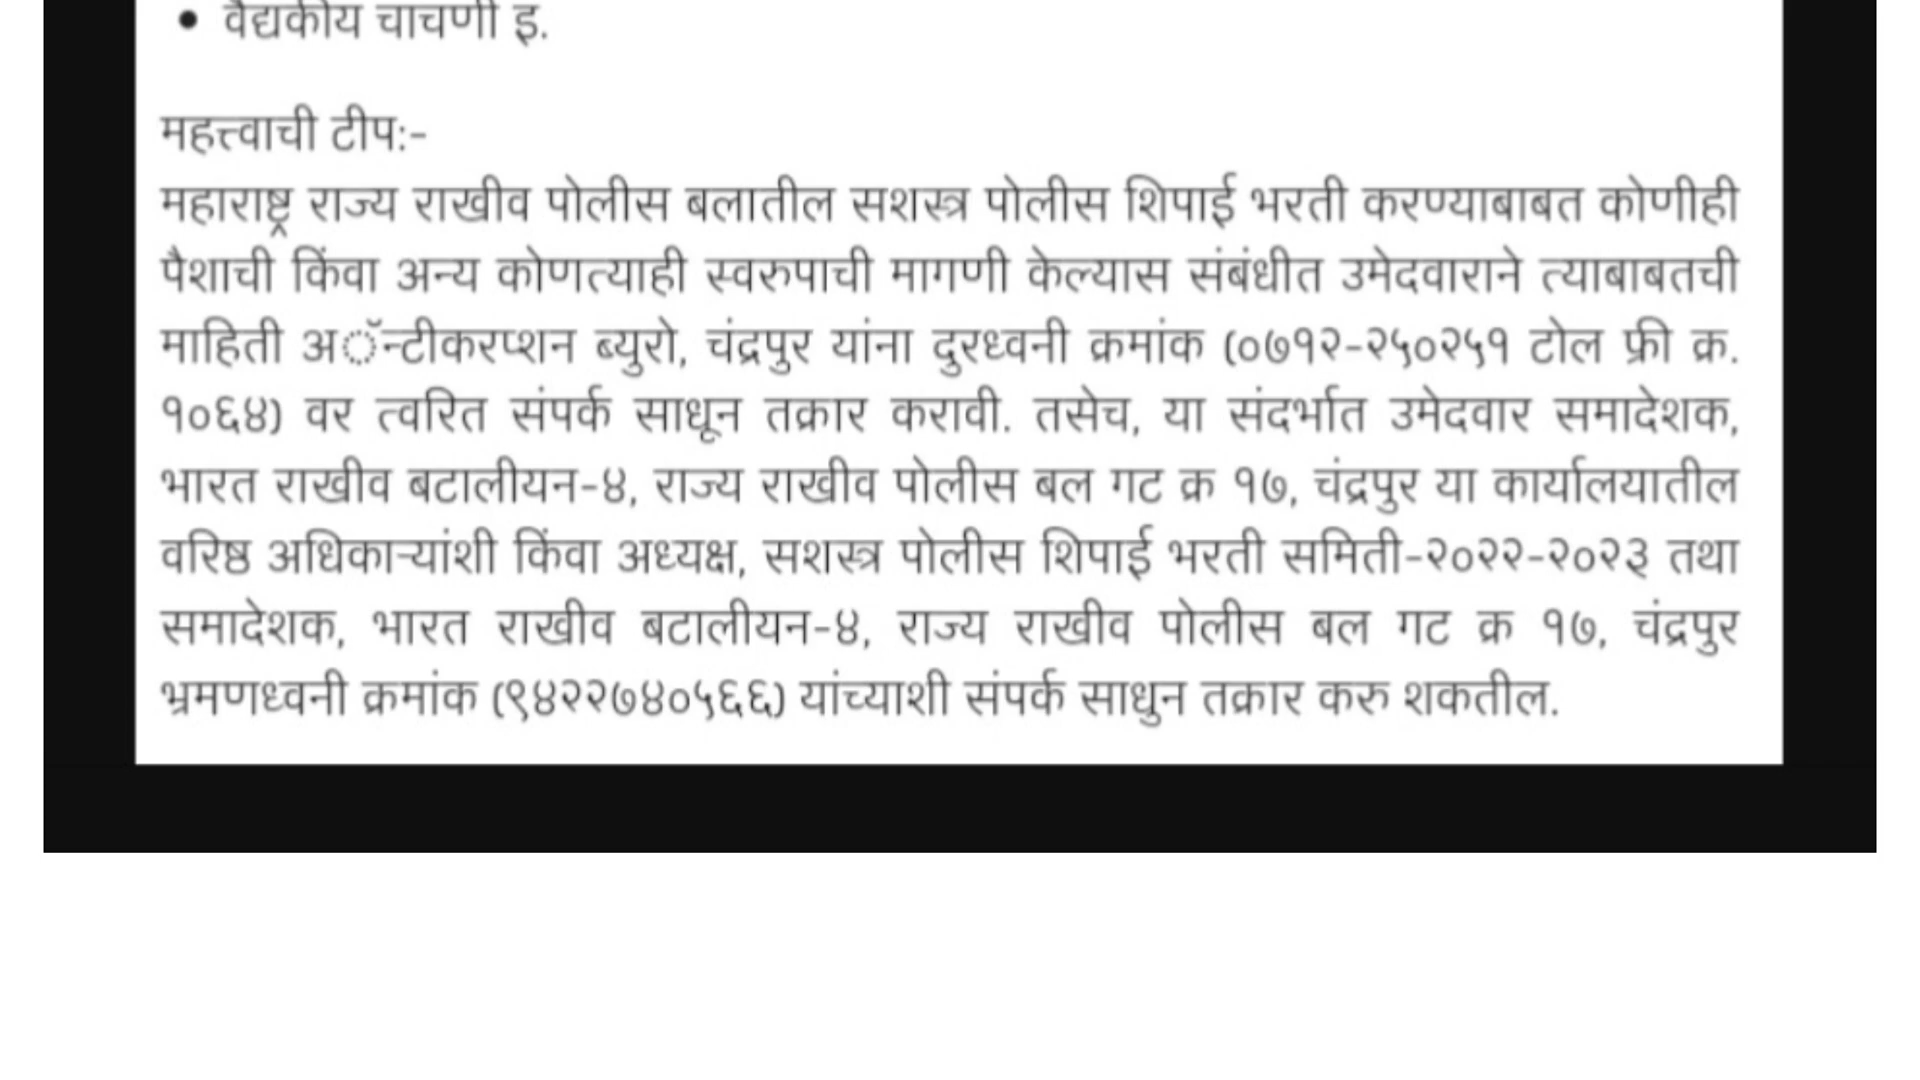 • वैद्यकीय चाचणी इ.
महत्त्वाची टीप:-
महाराष्ट्र राज्य राखीव पोलीस बलातील सशस्त्र पोलीस शिपाई भरती करण्याबाबत कोणीही
पैशाची किंवा अन्य कोणत्याही स्वरुपाची मागणी केल्यास संबंधीत उमेदवाराने त्याबाबतची
माहिती अॅन्टीकरप्शन ब्युरो, चंद्रपुर यांना दुरध्वनी क्रमांक (०७१२-२५०२५१ टोल फ्री क्र.
१०६४) वर त्वरित संपर्क साधून तक्रार करावी. तसेच, या संदर्भात उमेदवार समादेशक,
भारत राखीव बटालीयन-४, राज्य राखीव पोलीस बल गट क्र १७, चंद्रपुर या कार्यालयातील
वरिष्ठ अधिकाऱ्यांशी किंवा अध्यक्ष, सशस्त्र पोलीस शिपाई भरती समिती-२०२२-२०२३ तथा
समादेशक, भारत राखीव बटालीयन-४, राज्य राखीव पोलीस बल गट क्र १७, चंद्रपुर
भ्रमणध्वनी क्रमांक (९४२२७४०५६६) यांच्याशी संपर्क साधुन तक्रार करु शकतील.